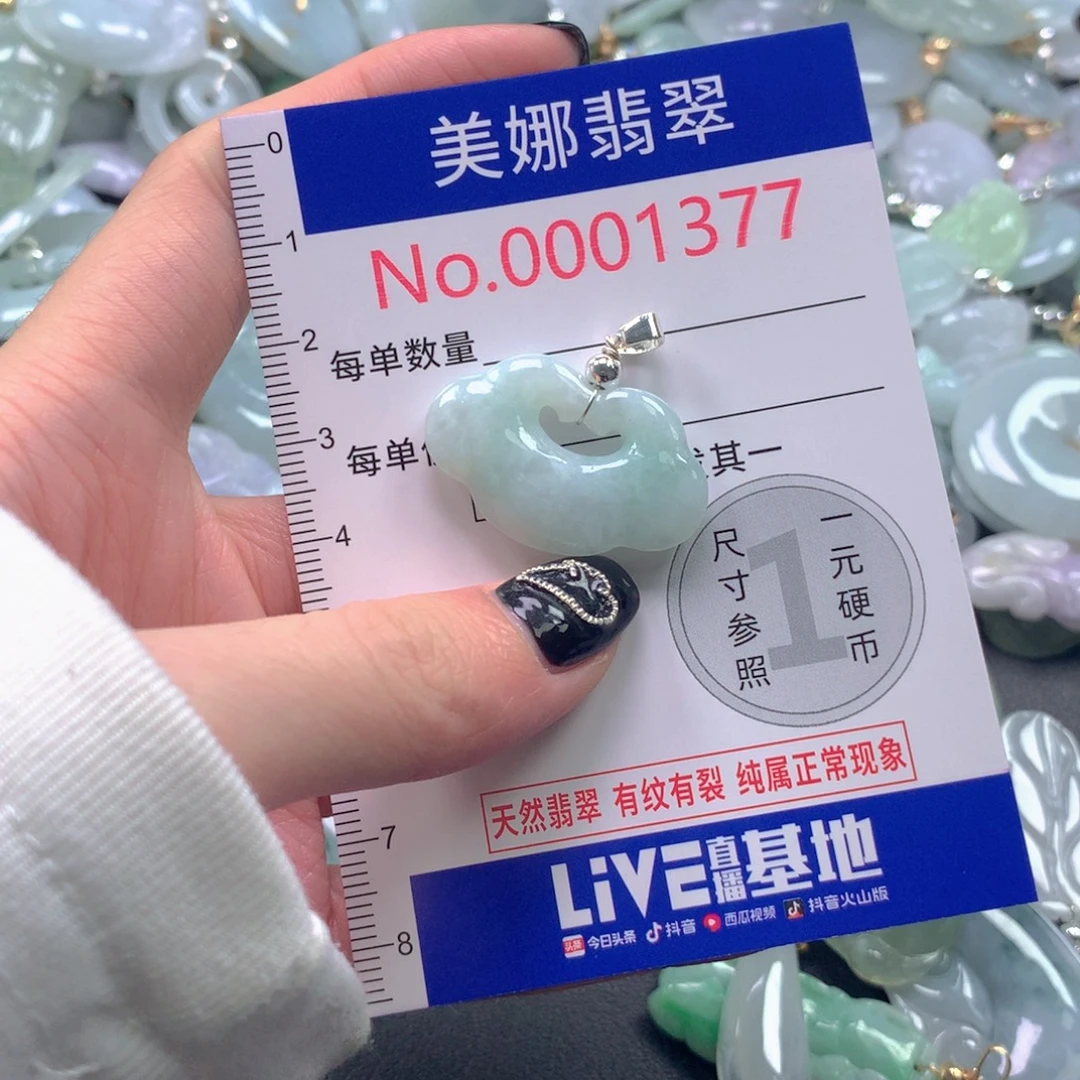 美娜翡翠
No.0001377
0
1
2
3
4
7
8
每单数量
每单
其一
尺寸参照
1
一元硬币
天然翡翠 有纹有裂 纯属正常现象
LiVE直播基地
头条 今日头条 抖音 西瓜视频 抖音火山版